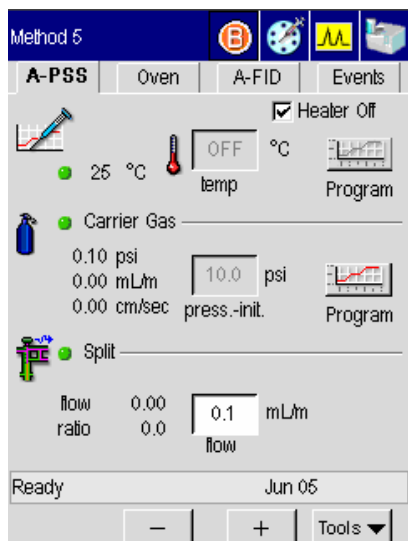 Method 5
B
A-PSS Oven A-FID Events
Heater Off
25 °C OFF °C
temp Program
Carrier Gas
0.10 psi
0.00 mL/m 10.0 psi
0.00 cm/sec press.-init. Program
Split
flow 0.00 0.1 mL/m
ratio 0.0
flow
Ready Jun 05
− + Tools